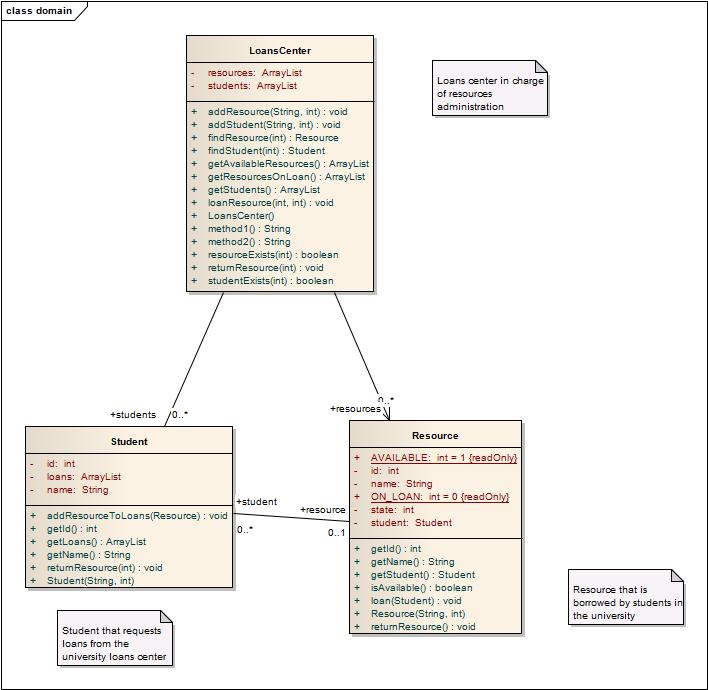 class domain
LoansCenter
- resources: ArrayList
- students: ArrayList
+ addResource(String, int) : void
+ addStudent(String, int) : void
+ findResource(int) : Resource
+ findStudent(int) : Student
+ getAvailableResources() : ArrayList
+ getResourcesOnLoan() : ArrayList
+ getStudents() : ArrayList
+ loanResource(int, int) : void
+ LoansCenter()
+ method1() : String
+ method2() : String
+ resourceExists(int) : boolean
+ returnResource(int) : void
+ studentExists(int) : boolean
Loans center in charge
of resources
administration
+students 0..*
+resources 0..*
Student
- id: int
- loans: ArrayList
- name: String
+ addResourceToLoans(Resource) : void
+ getId() : int
+ getLoans() : ArrayList
+ getName() : String
+ returnResource(int) : void
+ Student(String, int)
+student
0..*
+resource
0..1
Resource
+ AVAILABLE: int = 1 {readOnly}
- id: int
- name: String
+ ON_LOAN: int = 0 {readOnly}
- state: int
- student: Student
+ getId() : int
+ getName() : String
+ getStudent() : Student
+ isAvailable() : boolean
+ loan(Student) : void
+ Resource(String, int)
+ returnResource() : void
Student that requests
loans from the
university loans center
Resource that is
borrowed by students in
the university